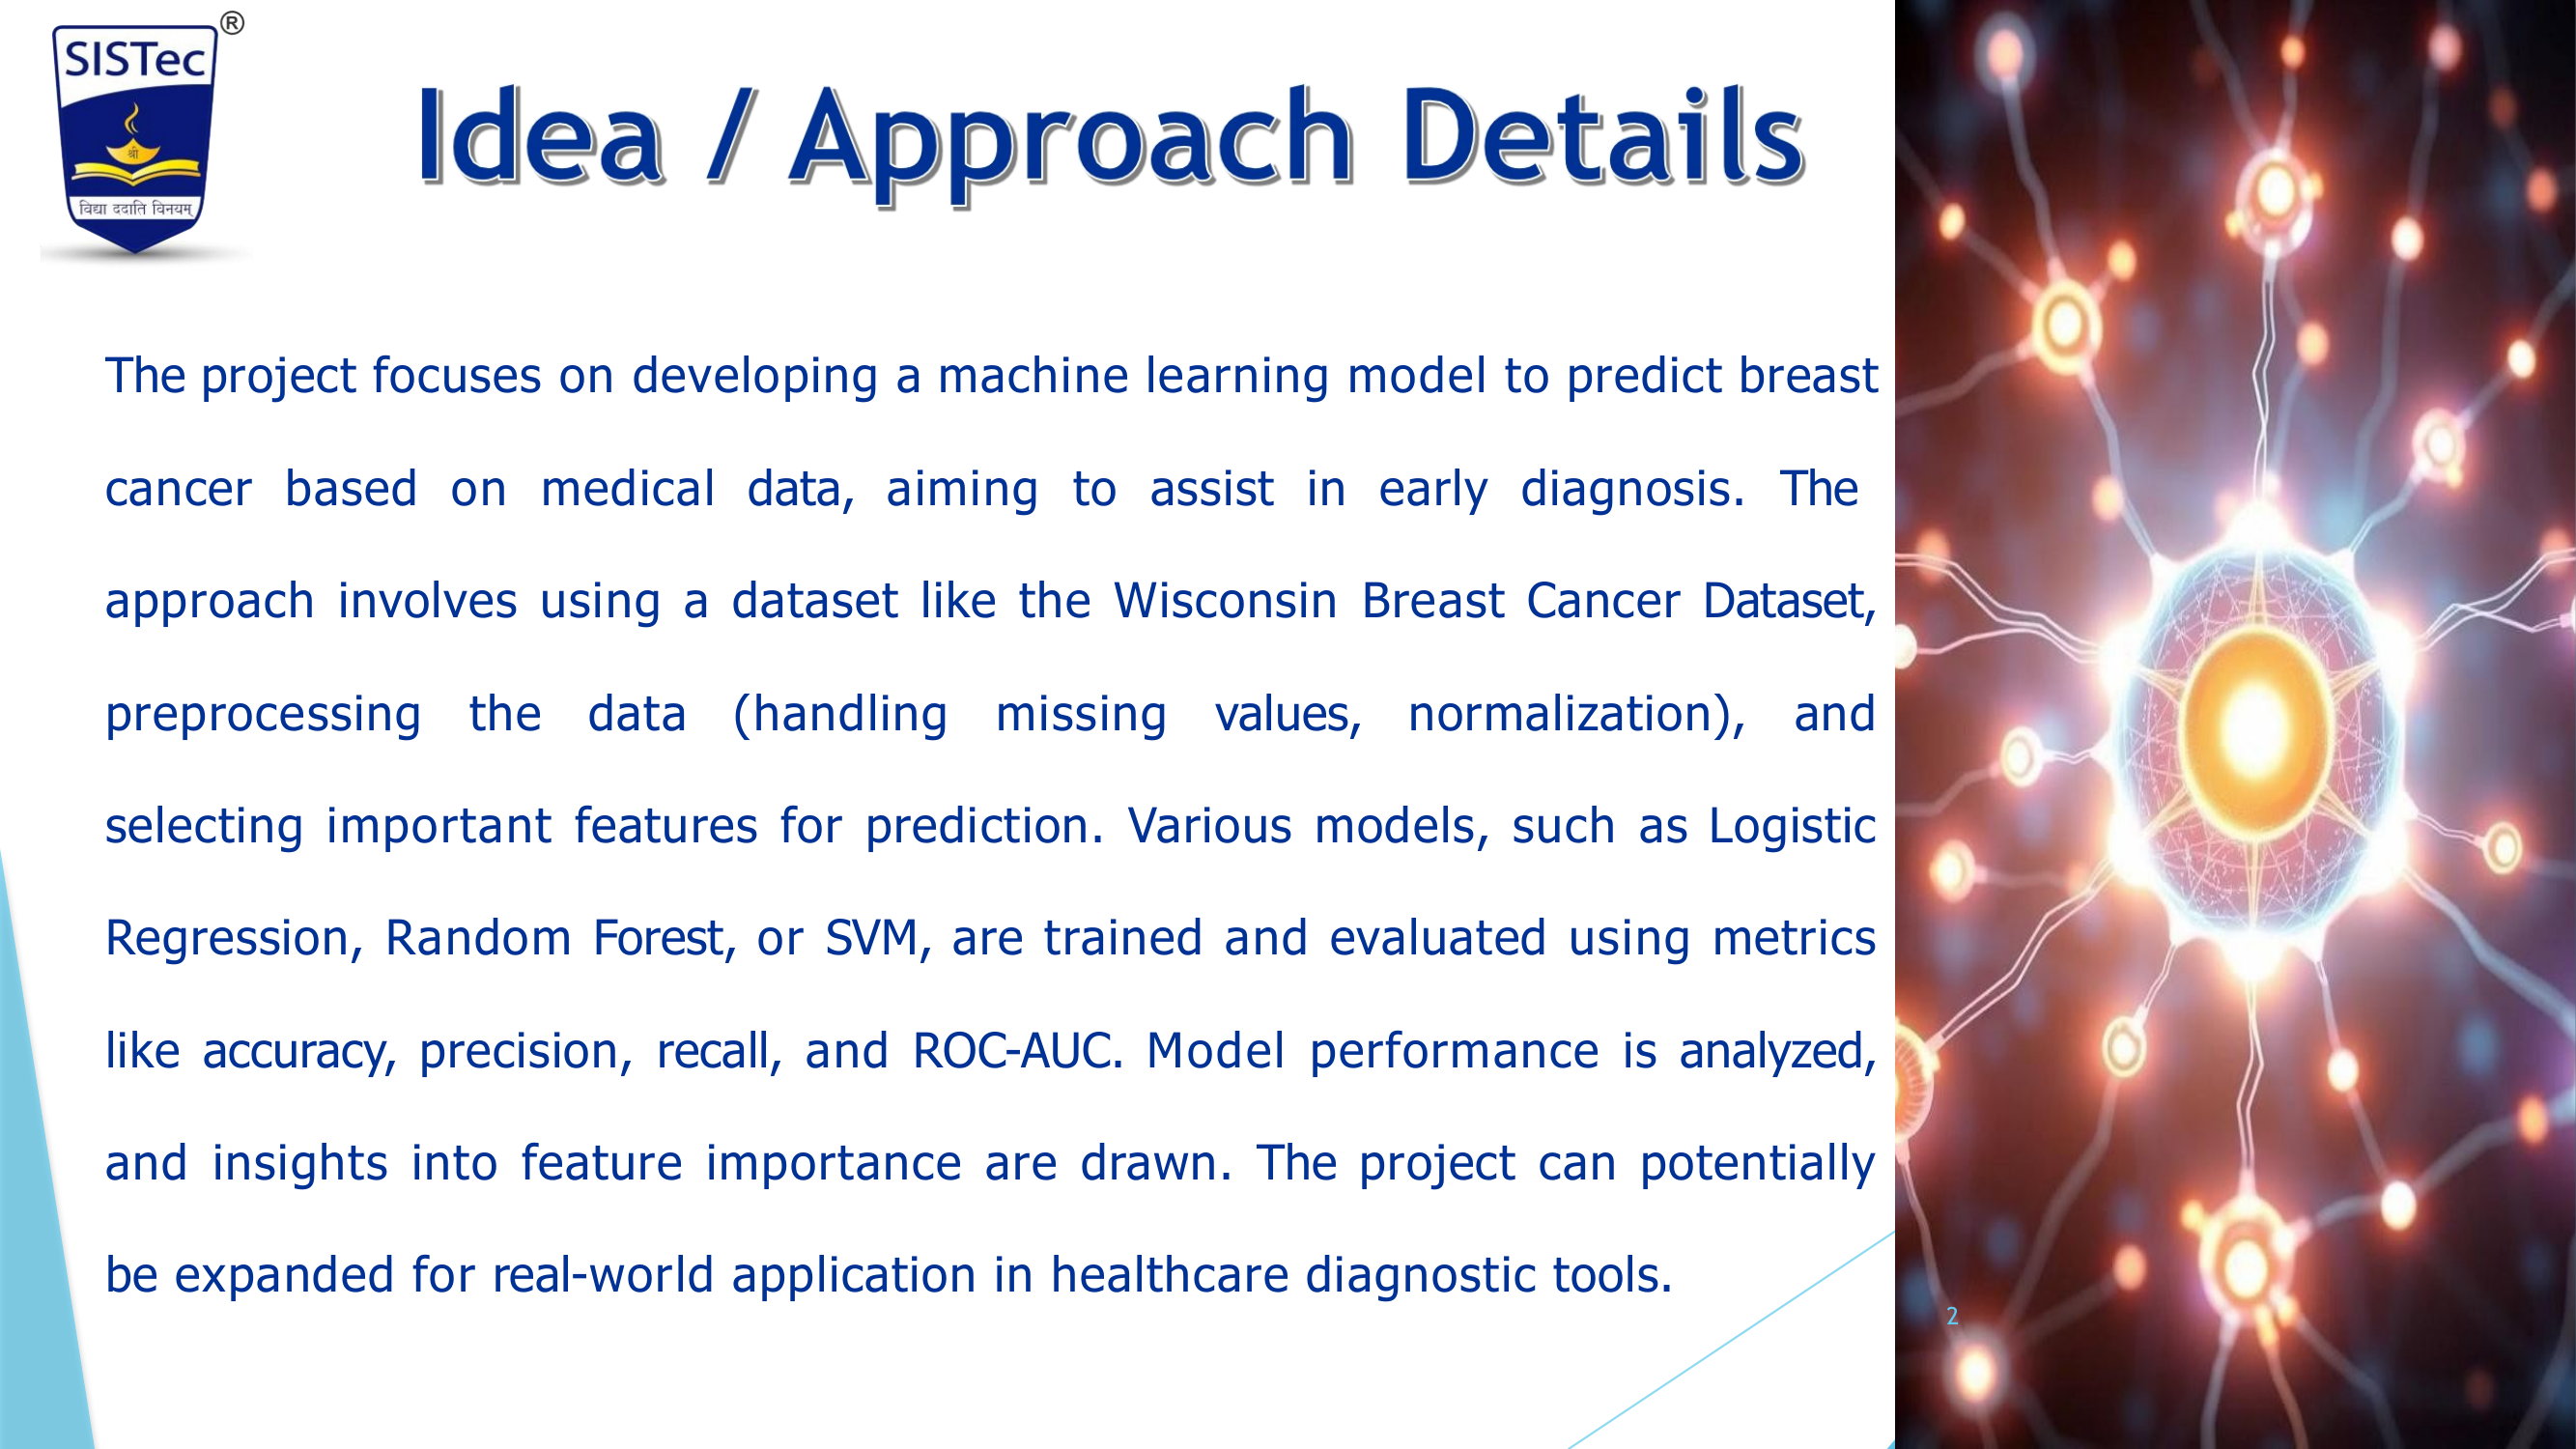 ®
SISTec
श्री
विद्या ददाति विनयम्
Idea / Approach Details
The project focuses on developing a machine learning model to predict breast
cancer based on medical data, aiming to assist in early diagnosis. The
approach involves using a dataset like the Wisconsin Breast Cancer Dataset,
preprocessing the data (handling missing values, normalization), and
selecting important features for prediction. Various models, such as Logistic
Regression, Random Forest, or SVM, are trained and evaluated using metrics
like accuracy, precision, recall, and ROC-AUC. Model performance is analyzed,
and insights into feature importance are drawn. The project can potentially
be expanded for real-world application in healthcare diagnostic tools.
2